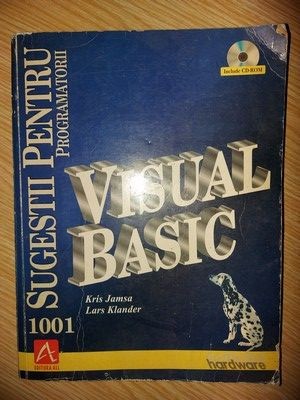 1001 SUGESTII PENTRU
PROGRAMATORII
VISUAL
BASIC
Include CD-ROM
Kris Jamsa
Lars Klander
A
EDITURA ALL
hardware